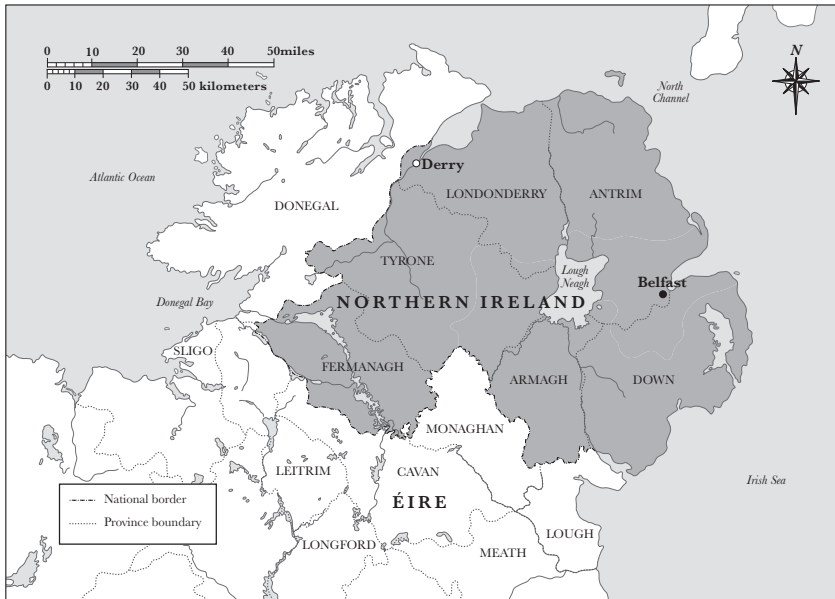 0 10 20 30 40 50 miles
0 10 20 30 40 50 kilometers
N
North
Channel
Atlantic Ocean
Derry
DONEGAL
LONDONDERRY
ANTRIM
TYRONE
Lough
Neagh
Belfast
Donegal Bay
NORTHERN IRELAND
SLIGO
FERMANAGH
ARMAGH
DOWN
MONAGHAN
LEITRIM
CAVAN
Irish Sea
ÉIRE
National border
Province boundary
LONGFORD
MEATH
LOUGH